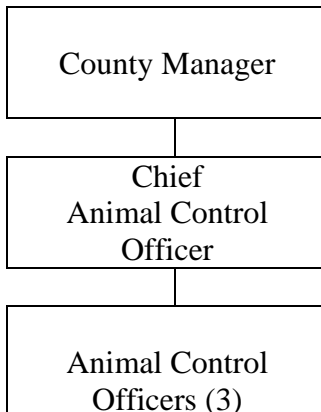 County Manager
Chief
Animal Control
Officer
Animal Control
Officers (3)